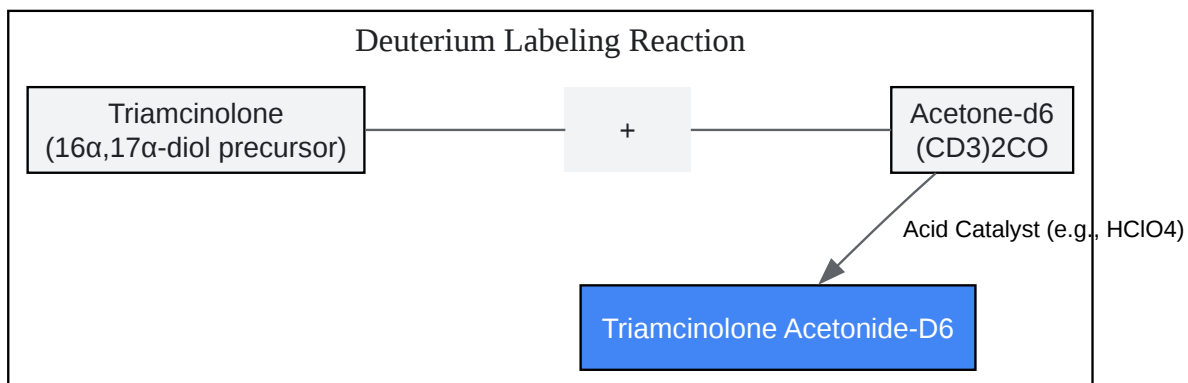 Deuterium Labeling Reaction
Triamcinolone
(16α,17α-diol precursor)
+
Acetone-d6
(CD3)2CO
Acid Catalyst (e.g., HClO4)
Triamcinolone Acetonide-D6